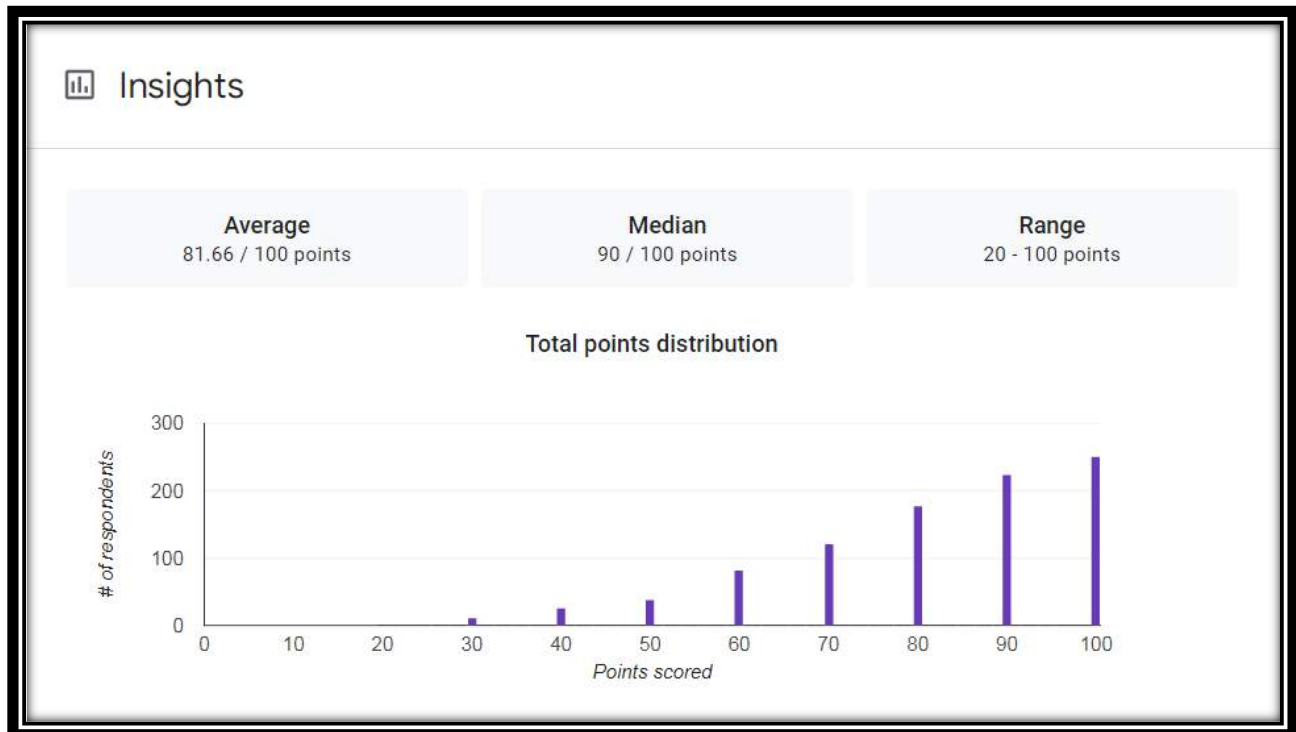 Insights
Average
81.66 / 100 points
Median
90 / 100 points
Range
20 - 100 points
Total points distribution
300
200
100
0
# of respondents
0 10 20 30 40 50 60 70 80 90 100
Points scored